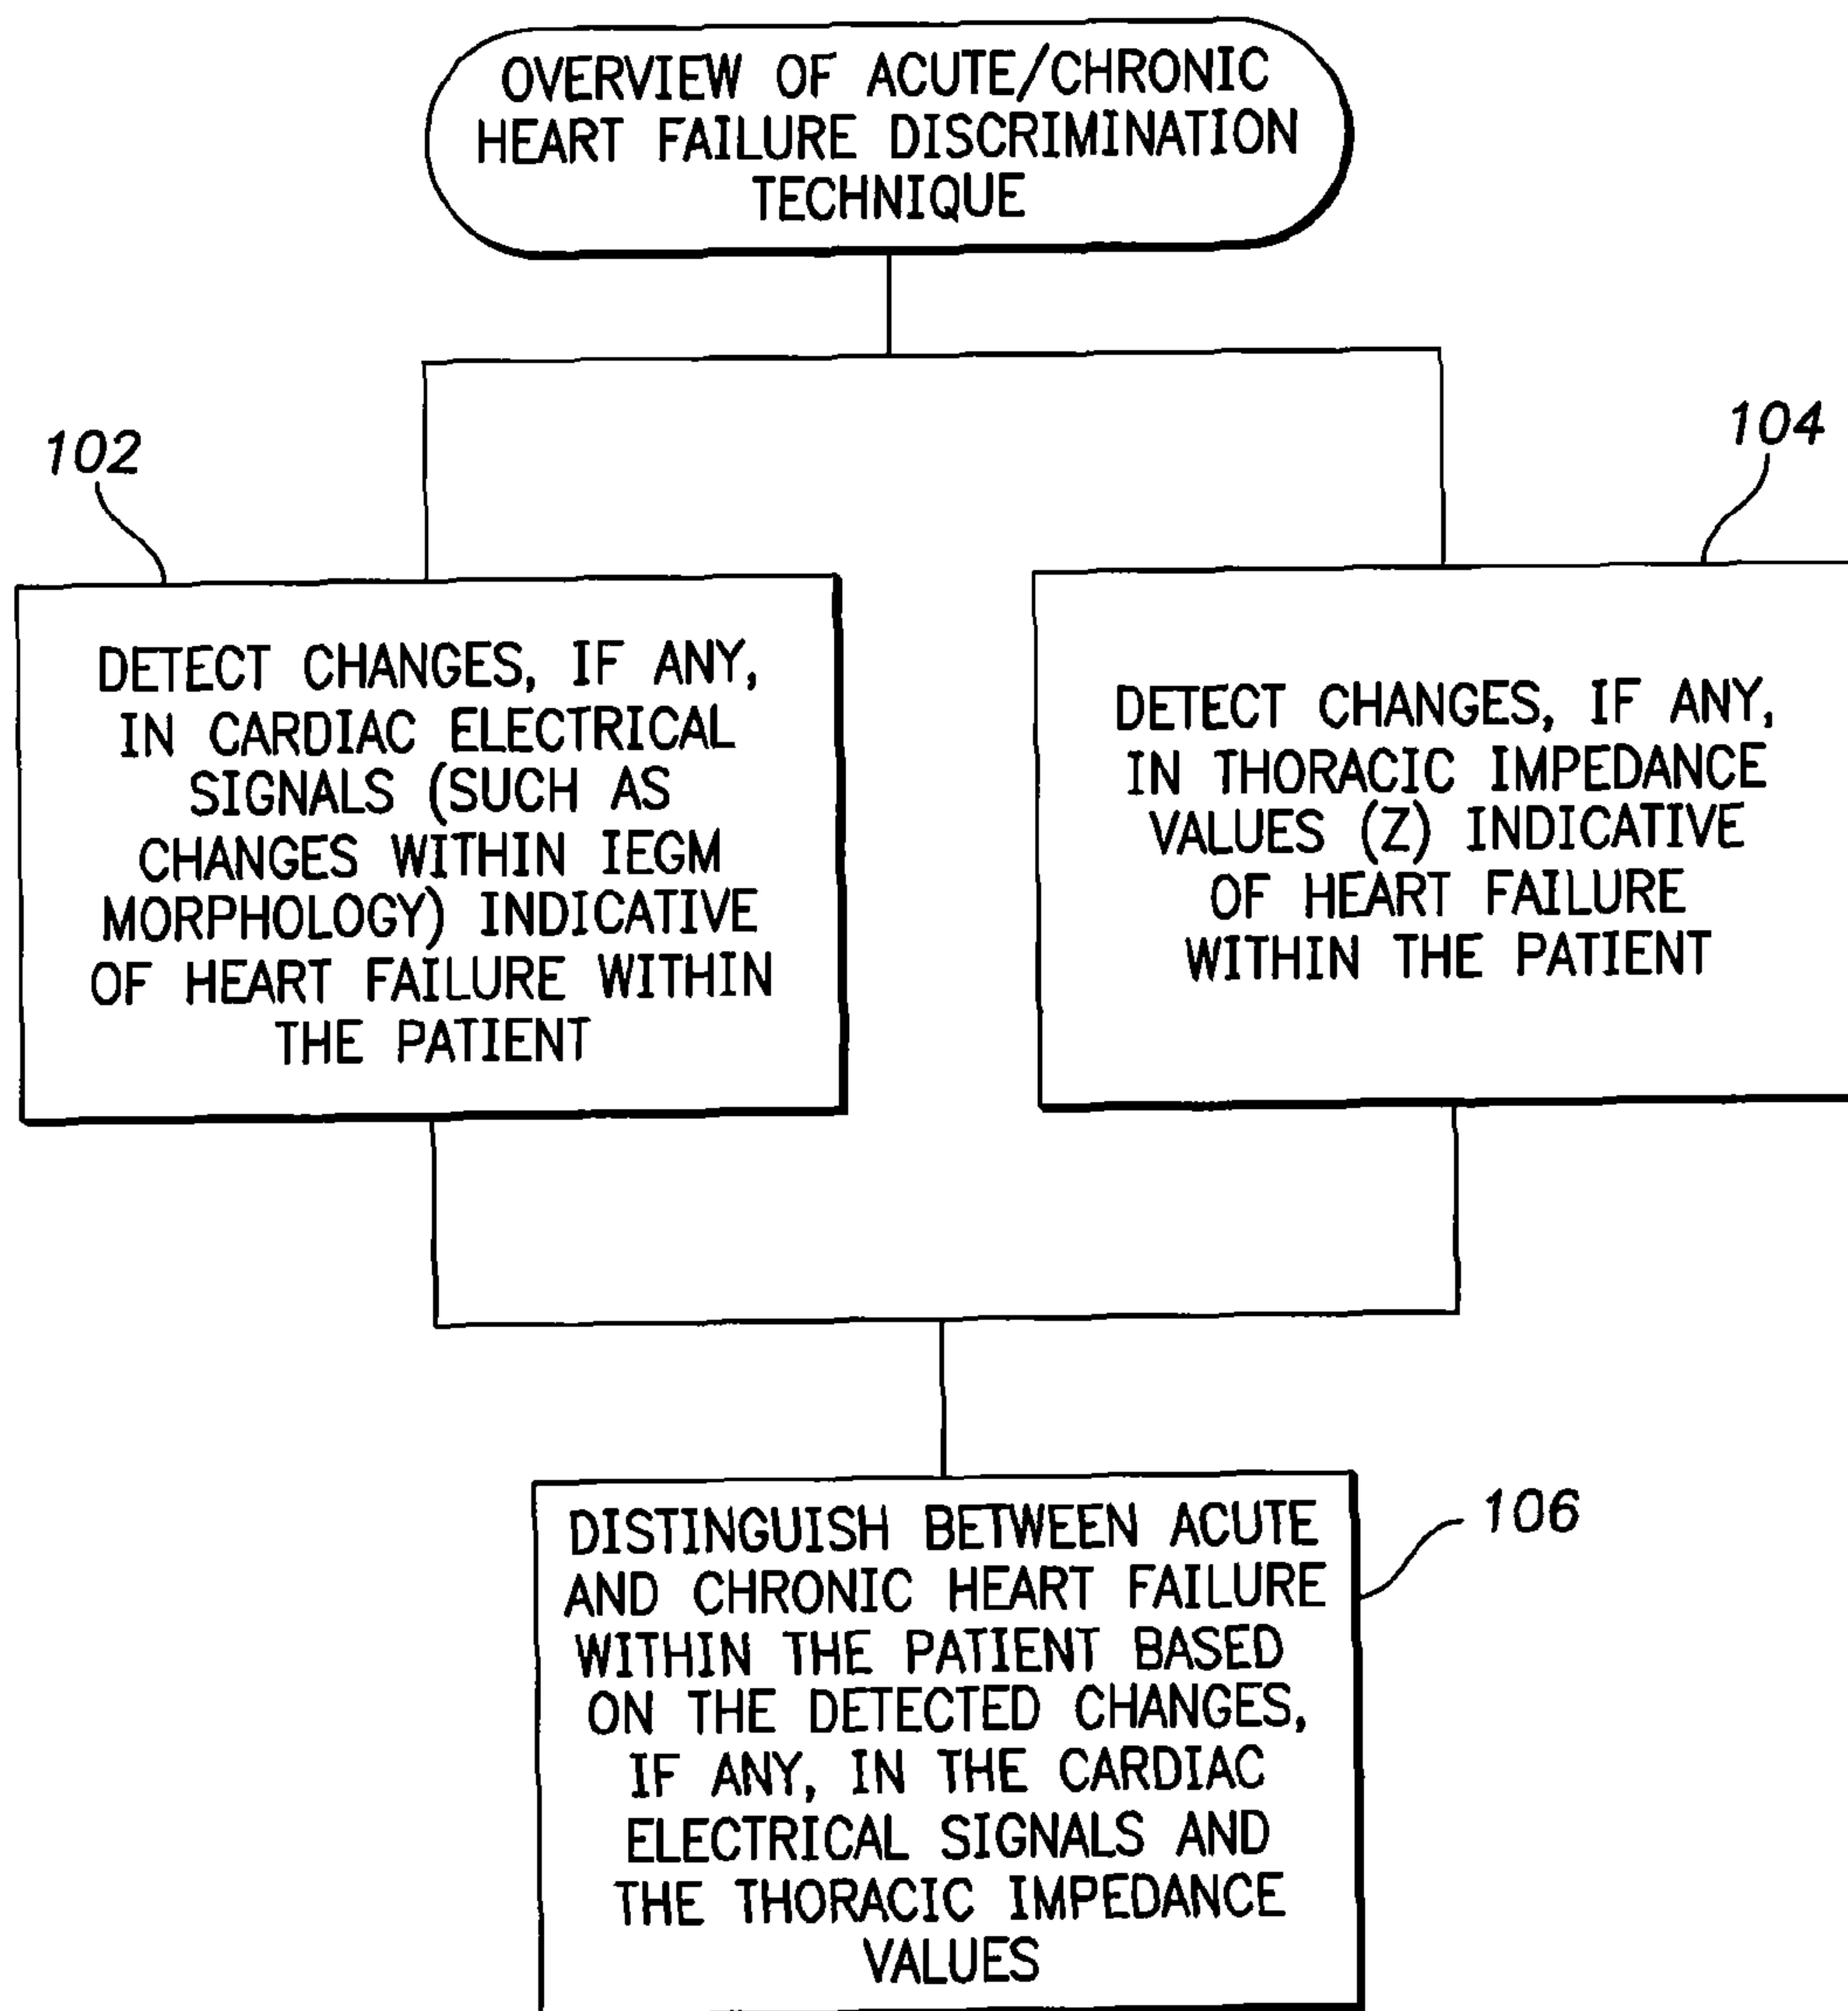 OVERVIEW OF ACUTE/CHRONIC
HEART FAILURE DISCRIMINATION
TECHNIQUE
102
104
DETECT CHANGES, IF ANY,
IN CARDIAC ELECTRICAL
SIGNALS (SUCH AS
CHANGES WITHIN IEGM
MORPHOLOGY) INDICATIVE
OF HEART FAILURE WITHIN
THE PATIENT
DETECT CHANGES, IF ANY,
IN THORACIC IMPEDANCE
VALUES (Z) INDICATIVE
OF HEART FAILURE
WITHIN THE PATIENT
106
DISTINGUISH BETWEEN ACUTE
AND CHRONIC HEART FAILURE
WITHIN THE PATIENT BASED
ON THE DETECTED CHANGES,
IF ANY, IN THE CARDIAC
ELECTRICAL SIGNALS AND
THE THORACIC IMPEDANCE
VALUES